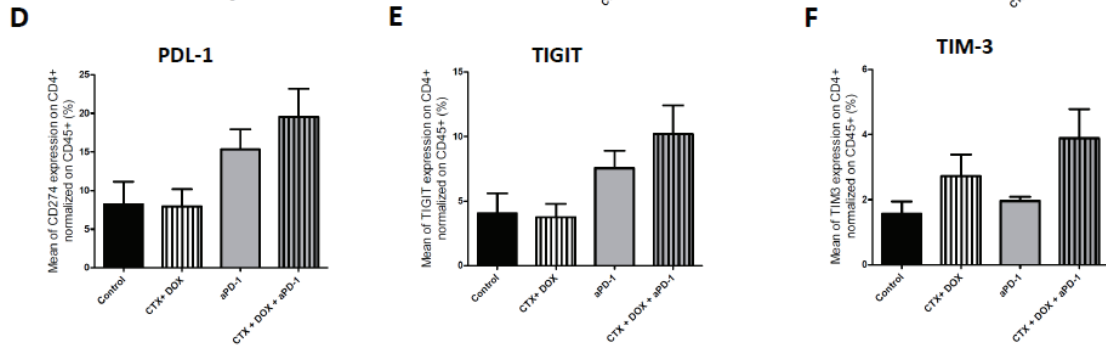 D
PDL-1
Mean of CD274 expression on CD4+
normalized on CD45+ (%)
25
20
15
10
5
0
Control
CTX+ DOX
aPD-1
CTX + DOX + aPD-1
E
TIGIT
Mean of TIGIT expression on CD4+
normalized on CD45+ (%)
15
10
5
0
Control
CTX+ DOX
aPD-1
CTX + DOX + aPD-1
F
TIM-3
Mean of TIM3 expression on CD4+
normalized on CD45+ (%)
6
4
2
0
Control
CTX+ DOX
aPD-1
CTX + DOX + aPD-1